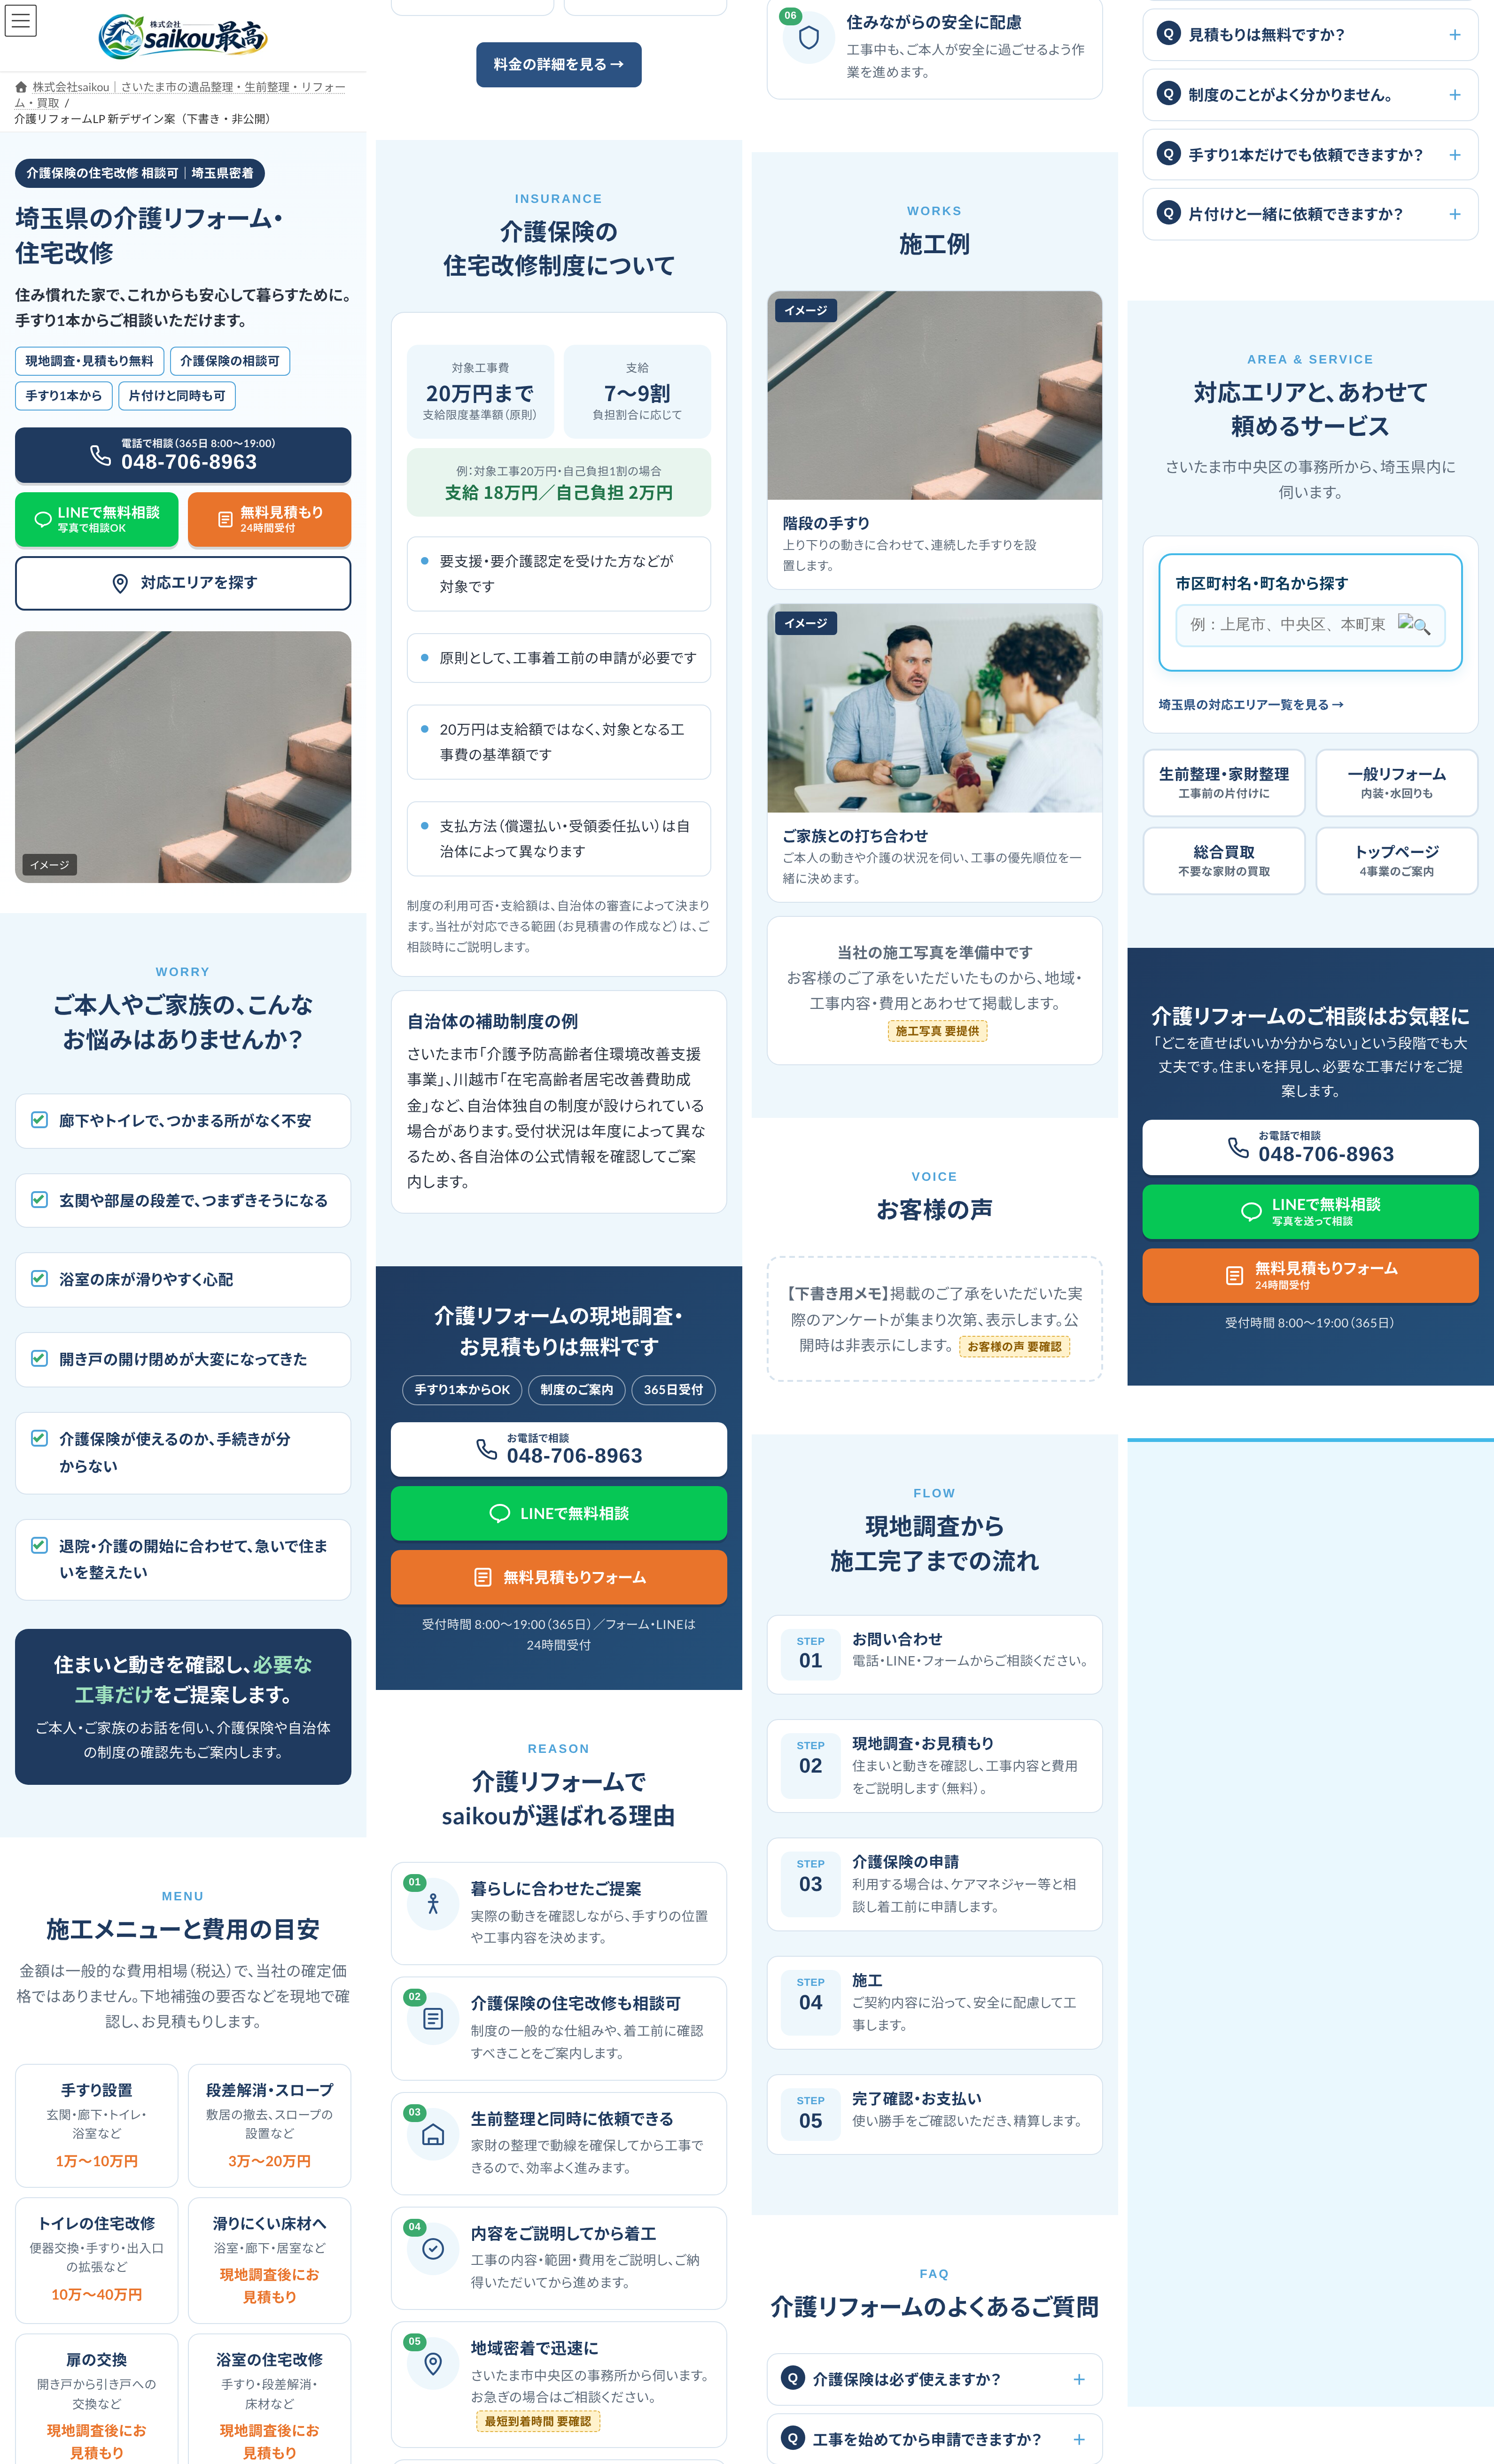 株式会社
saikou最高
株式会社saikou｜さいたま市の遺品整理・生前整理・リフォー
ム・買取 /
介護リフォームLP 新デザイン案（下書き・非公開）
介護保険の住宅改修 相談可｜埼玉県密着
埼玉県の介護リフォーム・
住宅改修
住み慣れた家で、これからも安心して暮らすために。
手すり1本からご相談いただけます。
現地調査・見積もり無料
介護保険の相談可
手すり1本から
片付けと同時も可
電話で相談（365日 8:00〜19:00）
048-706-8963
LINEで無料相談
写真で相談OK
無料見積もり
24時間受付
対応エリアを探す
イメージ
WORRY
ご本人やご家族の、こんな
お悩みはありませんか？
廊下やトイレで、つかまる所がなく不安
玄関や部屋の段差で、つまずきそうになる
浴室の床が滑りやすく心配
開き戸の開け閉めが大変になってきた
介護保険が使えるのか、手続きが分
からない
退院・介護の開始に合わせて、急いで住ま
いを整えたい
住まいと動きを確認し、必要な
工事だけをご提案します。
ご本人・ご家族のお話を伺い、介護保険や自治体
の制度の確認先もご案内します。
MENU
施工メニューと費用の目安
金額は一般的な費用相場（税込）で、当社の確定価
格ではありません。下地補強の要否などを現地で確
認し、お見積もりします。
手すり設置
玄関・廊下・トイレ・
浴室など
1万〜10万円
段差解消・スロープ
敷居の撤去、スロープの
設置など
3万〜20万円
トイレの住宅改修
便器交換・手すり・出入口
の拡張など
10万〜40万円
滑りにくい床材へ
浴室・廊下・居室など
現地調査後にお
見積もり
扉の交換
開き戸から引き戸への
交換など
現地調査後にお
見積もり
浴室の住宅改修
手すり・段差解消・
床材など
現地調査後にお
見積もり
料金の詳細を見る →
INSURANCE
介護保険の
住宅改修制度について
対象工事費
20万円まで
支給限度基準額（原則）
支給
7〜9割
負担割合に応じて
例：対象工事20万円・自己負担1割の場合
支給 18万円／自己負担 2万円
要支援・要介護認定を受けた方などが
対象です
原則として、工事着工前の申請が必要です
20万円は支給額ではなく、対象となる工
事費の基準額です
支払方法（償還払い・受領委任払い）は自
治体によって異なります
制度の利用可否・支給額は、自治体の審査によって決まり
ます。当社が対応できる範囲（お見積書の作成など）は、ご
相談時にご説明します。
自治体の補助制度の例
さいたま市「介護予防高齢者住環境改善支援
事業」、川越市「在宅高齢者居宅改善費助成
金」など、自治体独自の制度が設けられている
場合があります。受付状況は年度によって異な
るため、各自治体の公式情報を確認してご案
内します。
介護リフォームの現地調査・
お見積もりは無料です
手すり1本からOK
制度のご案内
365日受付
お電話で相談
048-706-8963
LINEで無料相談
無料見積もりフォーム
受付時間 8:00〜19:00（365日）／フォーム・LINEは
24時間受付
REASON
介護リフォームで
saikouが選ばれる理由
01
暮らしに合わせたご提案
実際の動きを確認しながら、手すりの位置
や工事内容を決めます。
02
介護保険の住宅改修も相談可
制度の一般的な仕組みや、着工前に確認
すべきことをご案内します。
03
生前整理と同時に依頼できる
家財の整理で動線を確保してから工事で
きるので、効率よく進みます。
04
内容をご説明してから着工
工事の内容・範囲・費用をご説明し、ご納
得いただいてから進めます。
05
地域密着で迅速に
さいたま市中央区の事務所から伺います。
お急ぎの場合はご相談ください。
最短到着時間 要確認
06
住みながらの安全に配慮
工事中も、ご本人が安全に過ごせるよう作
業を進めます。
WORKS
施工例
イメージ
階段の手すり
上り下りの動きに合わせて、連続した手すりを設
置します。
イメージ
ご家族との打ち合わせ
ご本人の動きや介護の状況を伺い、工事の優先順位を一
緒に決めます。
当社の施工写真を準備中です
お客様のご了承をいただいたものから、地域・
工事内容・費用とあわせて掲載します。
施工写真 要提供
VOICE
お客様の声
【下書き用メモ】掲載のご了承をいただいた実
際のアンケートが集まり次第、表示します。公
開時は非表示にします。 お客様の声 要確認
FLOW
現地調査から
施工完了までの流れ
STEP
01
お問い合わせ
電話・LINE・フォームからご相談ください。
STEP
02
現地調査・お見積もり
住まいと動きを確認し、工事内容と費用
をご説明します（無料）。
STEP
03
介護保険の申請
利用する場合は、ケアマネジャー等と相
談し着工前に申請します。
STEP
04
施工
ご契約内容に沿って、安全に配慮して工
事します。
STEP
05
完了確認・お支払い
使い勝手をご確認いただき、精算します。
FAQ
介護リフォームのよくあるご質問
Q 介護保険は必ず使えますか？ +
Q 工事を始めてから申請できますか？ +
Q 見積もりは無料ですか？ +
Q 制度のことがよく分かりません。 +
Q 手すり1本だけでも依頼できますか？ +
Q 片付けと一緒に依頼できますか？ +
AREA & SERVICE
対応エリアと、あわせて
頼めるサービス
さいたま市中央区の事務所から、埼玉県内に
伺います。
市区町村名・町名から探す
例：上尾市、中央区、本町東
埼玉県の対応エリア一覧を見る →
生前整理・家財整理
工事前の片付けに
一般リフォーム
内装・水回りも
総合買取
不要な家財の買取
トップページ
4事業のご案内
介護リフォームのご相談はお気軽に
「どこを直せばいいか分からない」という段階でも大
丈夫です。住まいを拝見し、必要な工事だけをご提
案します。
お電話で相談
048-706-8963
LINEで無料相談
写真を送って相談
無料見積もりフォーム
24時間受付
受付時間 8:00〜19:00（365日）